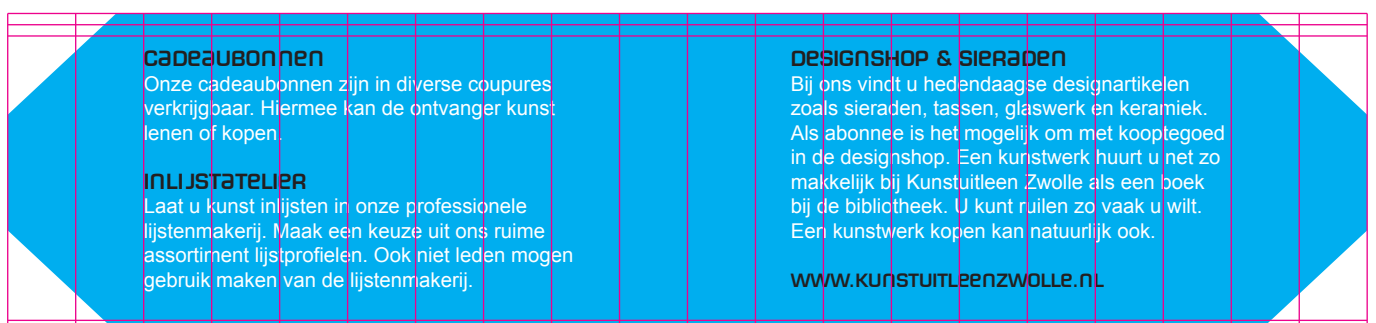 CADEAUBONNEN
Onze cadeaubonnen zijn in diverse coupures
verkrijgbaar. Hiermee kan de ontvanger kunst
lenen of kopen.
INLIJSTATELIER
Laat u kunst inlijsten in onze professionele
lijstenmakerij. Maak een keuze uit ons ruime
assortiment lijstprofielen. Ook niet leden mogen
gebruik maken van de lijstenmakerij.
DESIGNSHOP & SIERADEN
Bij ons vindt u hedendaagse designartikelen
zoals sieraden, tassen, glaswerk en keramiek.
Als abonnee is het mogelijk om met kooptegoed
in de designshop. Een kunstwerk huurt u net zo
makkelijk bij Kunstuitleen Zwolle als een boek
bij de bibliotheek. U kunt ruilen zo vaak u wilt.
Een kunstwerk kopen kan natuurlijk ook.
WWW.KUNSTUITLEENZWOLLE.NL